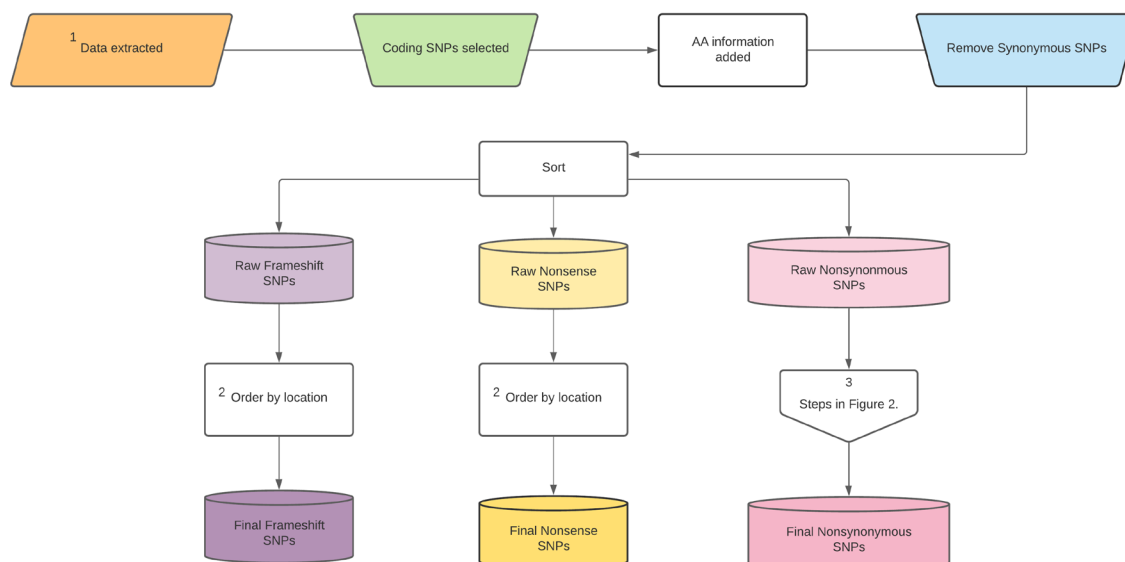 1 Data extracted
Coding SNPs selected
AA information
added
Remove Synonymous SNPs
Sort
Raw Frameshift
SNPs
Raw Nonsense
SNPs
Raw Nonsynonmous
SNPs
2 Order by location
2 Order by location
3
Steps in Figure 2.
Final Frameshift
SNPs
Final Nonsense
SNPs
Final Nonsynonymous
SNPs